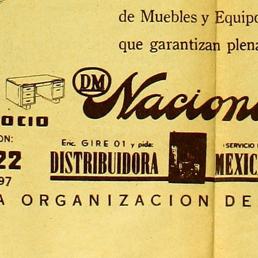 de Muebles y Equipo
que garantizan plena
DM Naciona
OCIO
ON:
Enc. GIRE 01 y pida:
SERVICIO
22
DISTRIBUIDORA
MEXIC
97
A ORGANIZACION DE